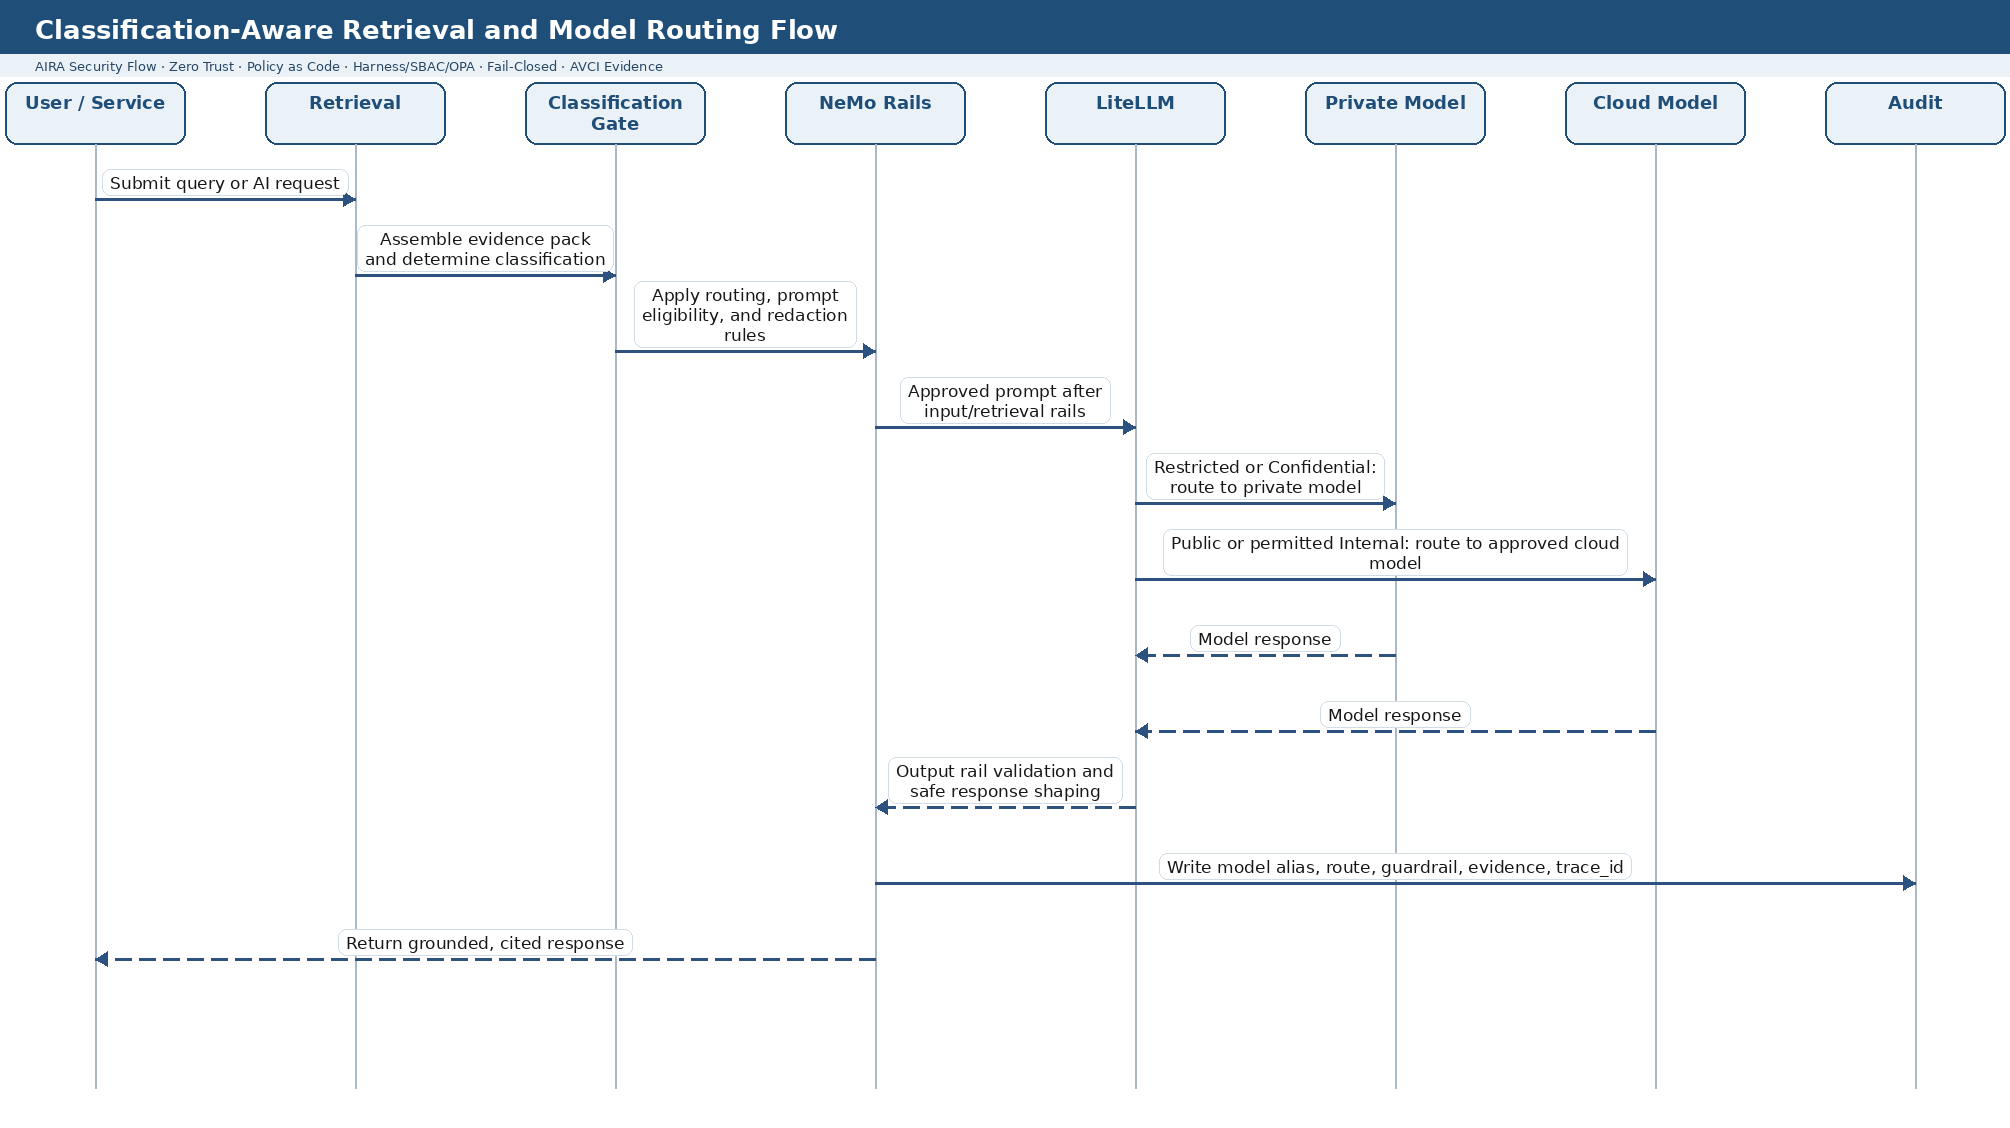 Classification-Aware Retrieval and Model Routing Flow
AIRA Security Flow · Zero Trust · Policy as Code · Harness/SBAC/OPA · Fail-Closed · AVCI Evidence
User / Service
Retrieval
Classification
Gate
NeMo Rails
LiteLLM
Private Model
Cloud Model
Audit
Submit query or AI request
Assemble evidence pack
and determine classification
Apply routing, prompt
eligibility, and redaction
rules
Approved prompt after
input/retrieval rails
Restricted or Confidential:
route to private model
Public or permitted Internal: route to approved cloud
model
Model response
Model response
Output rail validation and
safe response shaping
Write model alias, route, guardrail, evidence, trace_id
Return grounded, cited response